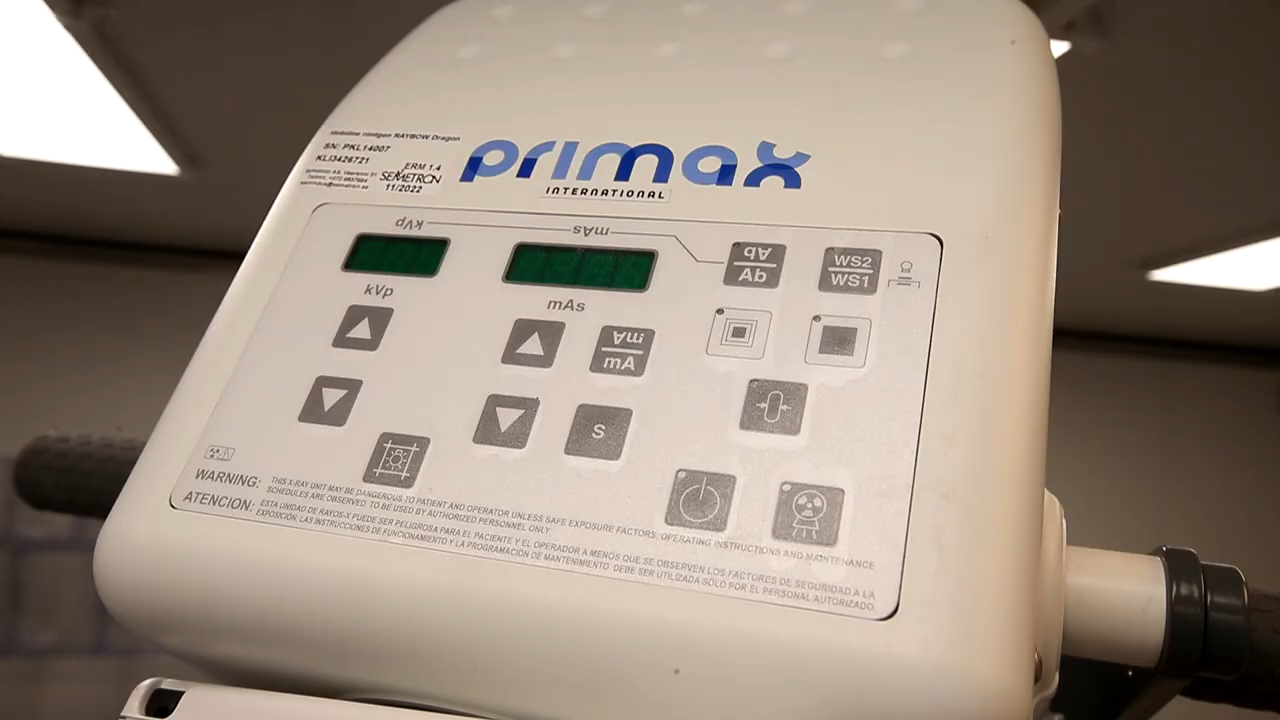 Mobiilne röntgen RAYBOW Dragon
SN: PKL14007
KLI3426721
ERM 1.4
SEMETRON
11/2022
primax
INTERNATIONAL
kVp
mAs
kVp
mAs
Ab
Ab
WS2
WS1
mA
mA
S
WARNING: THIS X-RAY UNIT MAY BE DANGEROUS TO PATIENT AND OPERATOR UNLESS SAFE EXPOSURE FACTORS, OPERATING INSTRUCTIONS AND MAINTENANCE
SCHEDULES ARE OBSERVED. TO BE USED BY AUTHORIZED PERSONNEL ONLY
ATENCION: ESTA UNIDAD DE RAYOS-X PUEDE SER PELIGROSA PARA EL PACIENTE Y EL OPERADOR A MENOS QUE SE OBSERVEN LOS FACTORES DE SEGURIDAD A LA
EXPOSICIÓN, LAS INSTRUCCIONES DE FUNCIONAMIENTO Y LA PROGRAMACION DE MANTENIMIENTO. DEBE SER UTILIZADA SOLO POR EL PERSONAL AUTORIZADO